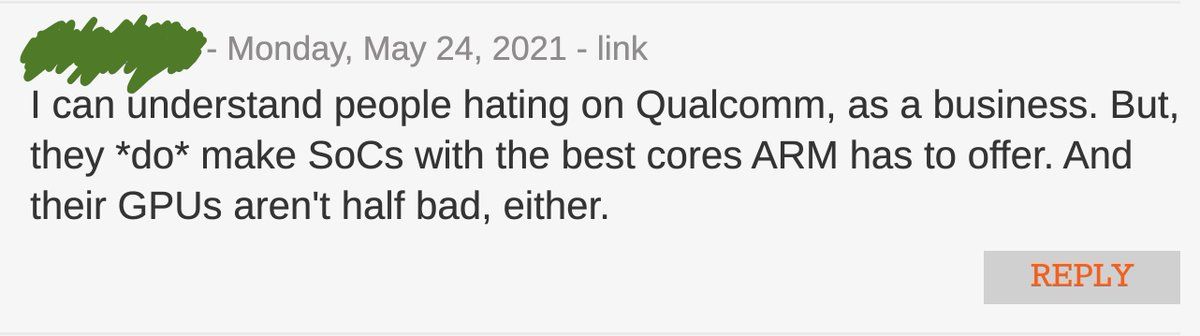 - Monday, May 24, 2021 - link
I can understand people hating on Qualcomm, as a business. But,
they *do* make SoCs with the best cores ARM has to offer. And
their GPUs aren't half bad, either.
REPLY